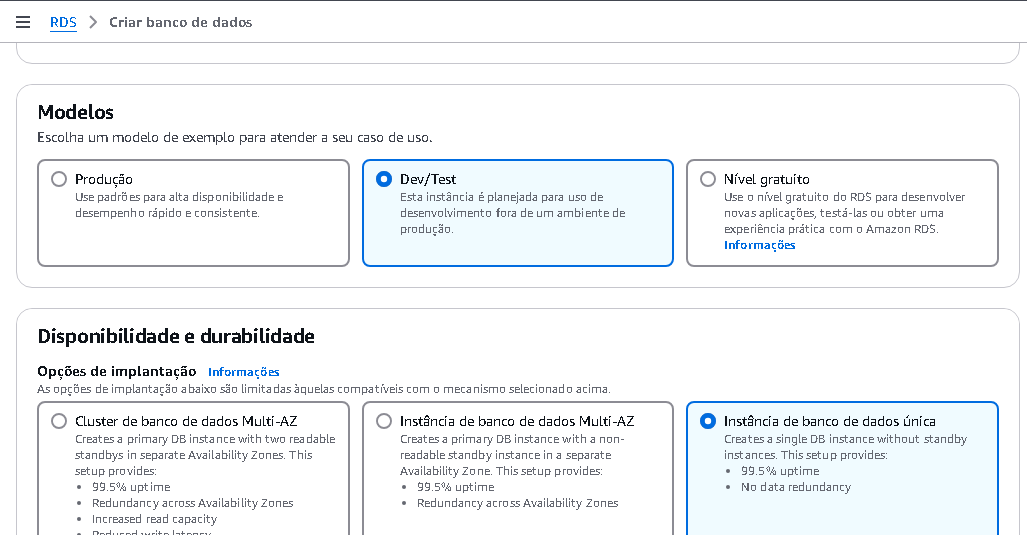 RDS > Criar banco de dados
Modelos
Escolha um modelo de exemplo para atender a seu caso de uso.
Produção
Use padrões para alta disponibilidade e
desempenho rápido e consistente.
Dev/Test
Esta instância é planejada para uso de
desenvolvimento fora de um ambiente de
produção.
Nível gratuito
Use o nível gratuito do RDS para desenvolver
novas aplicações, testá-las ou obter uma
experiência prática com o Amazon RDS.
Informações
Disponibilidade e durabilidade
Opções de implantação Informações
As opções de implantação abaixo são limitadas àquelas compatíveis com o mecanismo selecionado acima.
Cluster de banco de dados Multi-AZ
Creates a primary DB instance with two readable
standbys in separate Availability Zones. This
setup provides:
• 99.5% uptime
• Redundancy across Availability Zones
• Increased read capacity
• Reduced write latency
Instância de banco de dados Multi-AZ
Creates a primary DB instance with a non-
readable standby instance in a separate
Availability Zone. This setup provides:
• 99.5% uptime
• Redundancy across Availability Zones
Instância de banco de dados única
Creates a single DB instance without standby
instances. This setup provides:
• 99.5% uptime
• No data redundancy